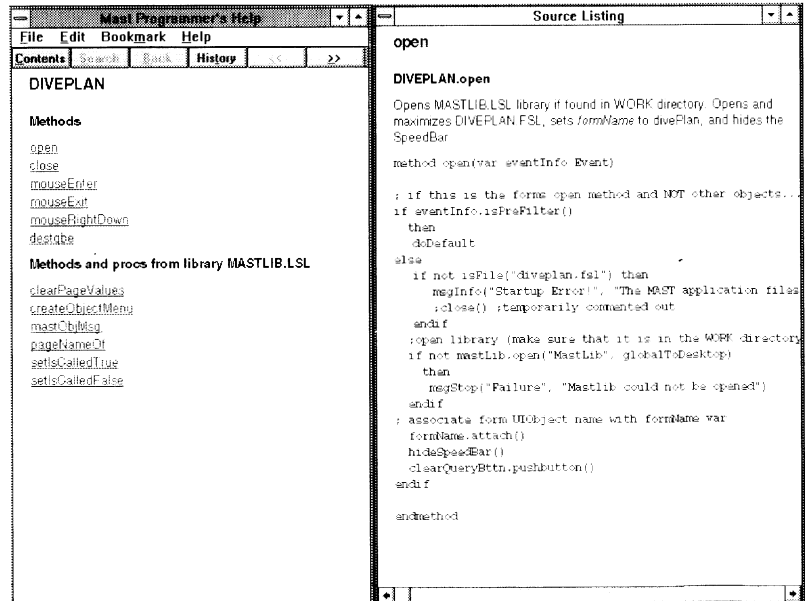 Mast Programmer's Help
File Edit Bookmark Help
Contents Search Back History << >>
DIVEPLAN
Methods
open
close
mouseEnter
mouseExit
mouseRightDown
destqbe
Methods and procs from library MASTLIB.LSL
clearPageValues
createObjectMenu
mastObjMsg
pageNameOf
setIsCalledTrue
setIsCalledFalse
Source Listing
open
DIVEPLAN.open
Opens MASTLIB.LSL library if found in WORK directory. Opens and
maximizes DIVEPLAN.FSL, sets formName to divePlan, and hides the
SpeedBar
method open(var eventInfo Event)
; if this is the forms open method and NOT other objects...
if eventInfo.isPreFilter()
then
doDefault
else
if not isFile("diveplan.fsl") then
msgInfo("Startup Error!", "The MAST application files
;close() ;temporarily commented out
endif
;open library (make sure that it is in the WORK directory
if not mastLib.open("MastLib", globalToDesktop)
then
msgStop("Failure", "Mastlib could not be opened")
endif
; associate form UIObject name with formName var
formName.attach()
hideSpeedBar()
clearQueryBttn.pushbutton()
endif
endmethod